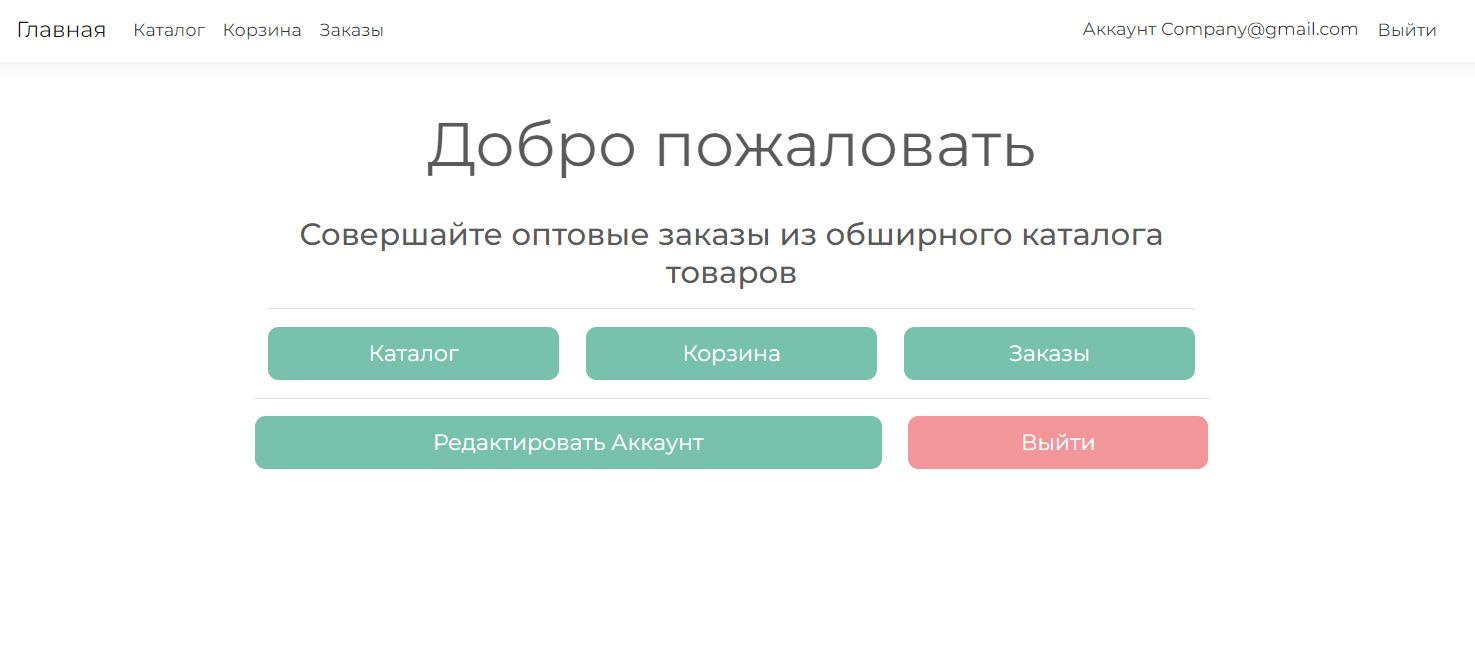 Главная Каталог Корзина Заказы Аккаунт Company@gmail.com Выйти
Добро пожаловать
Совершайте оптовые заказы из обширного каталога
товаров
Каталог Корзина Заказы
Редактировать Аккаунт Выйти